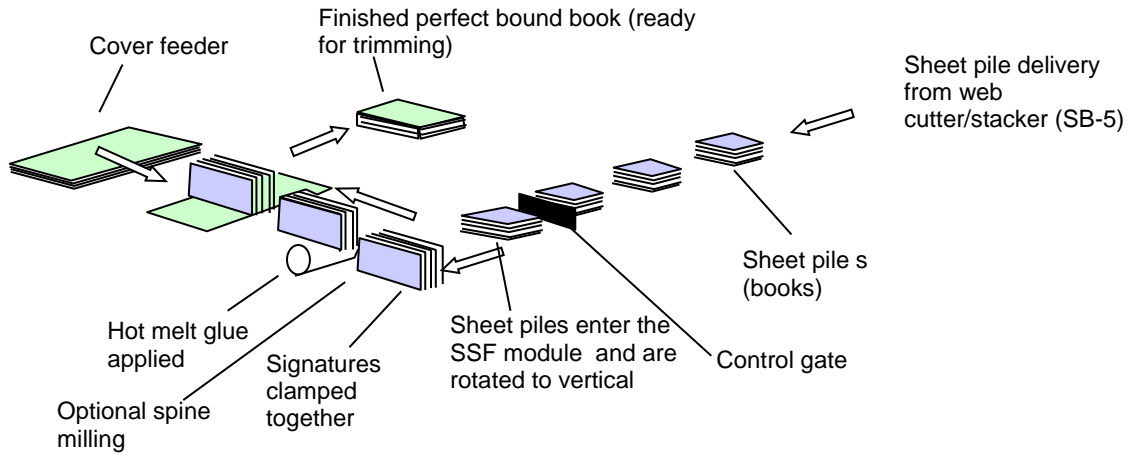 Finished perfect bound book (ready
for trimming)
Cover feeder
Sheet pile delivery
from web
cutter/stacker (SB-5)
Sheet pile s
(books)
Hot melt glue
applied
Signatures
clamped
together
Sheet piles enter the
SSF module  and are
rotated to vertical
Control gate
Optional spine
milling